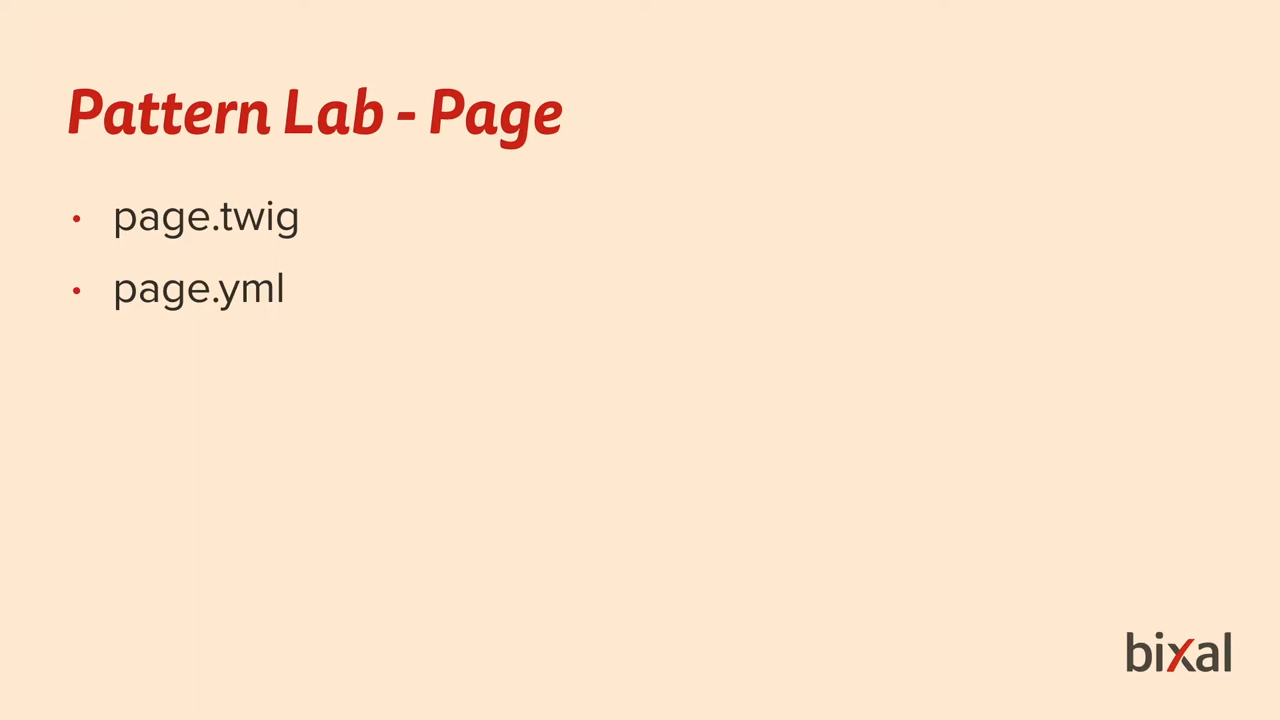 Pattern Lab - Page
• page.twig
• page.yml
bixal